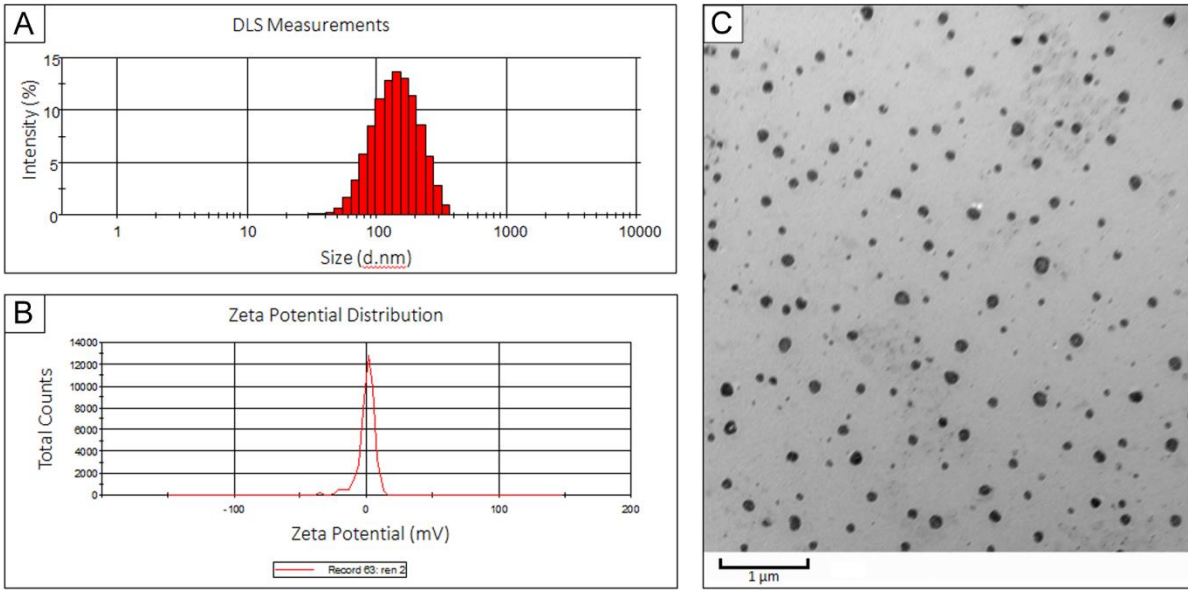 A
DLS Measurements
Intensity (%)
15
10
5
0
1 10 100 1000 10000
Size (d.nm)
B
Zeta Potential Distribution
Total Counts
14000
12000
10000
8000
6000
4000
2000
0
-100 0 100 200
Zeta Potential (mV)
Record 63: ren 2
C
1 µm